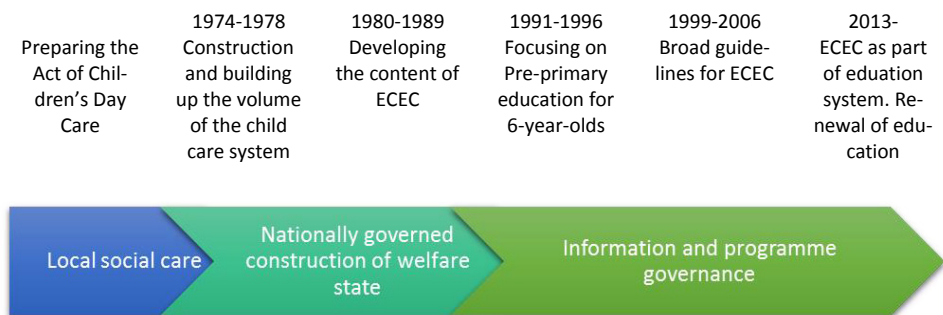 Preparing the
Act of Chil-
dren's Day
Care
1974-1978
Construction
and building
up the volume
of the child
care system
1980-1989
Developing
the content of
ECEC
1991-1996
Focusing on
Pre-primary
education for
6-year-olds
1999-2006
Broad guide-
lines for ECEC
2013-
ECEC as part
of eduation
system. Re-
newal of edu-
cation
Local social care
Nationally governed
construction of welfare
state
Information and programme
governance